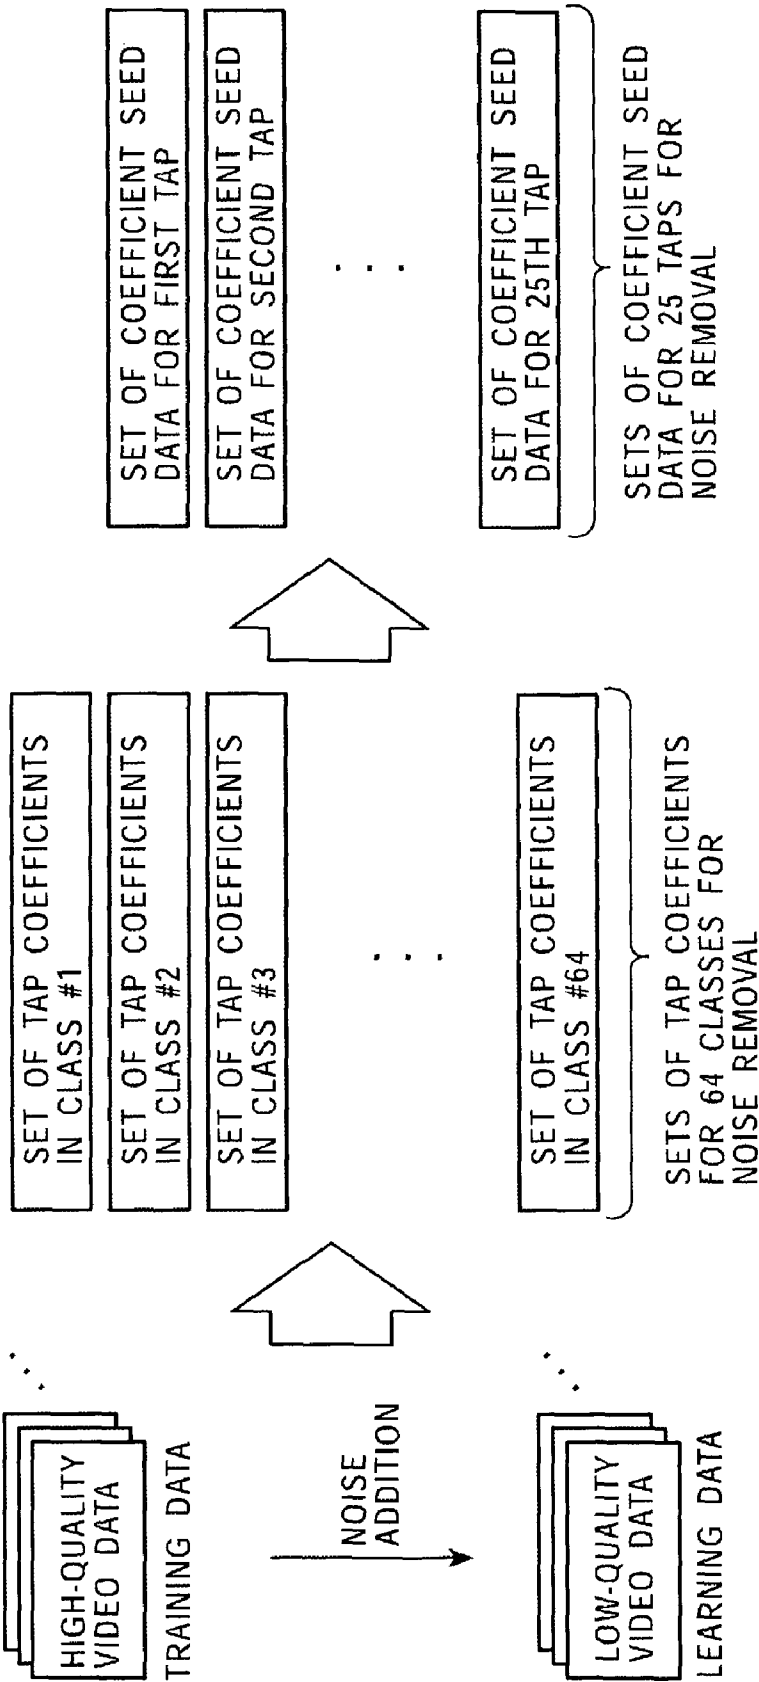 HIGH-QUALITY
VIDEO DATA
TRAINING DATA
NOISE
ADDITION
LOW-QUALITY
VIDEO DATA
LEARNING DATA
SET OF TAP COEFFICIENTS
IN CLASS #1
SET OF TAP COEFFICIENTS
IN CLASS #2
SET OF TAP COEFFICIENTS
IN CLASS #3
SET OF TAP COEFFICIENTS
IN CLASS #64
SETS OF TAP COEFFICIENTS
FOR 64 CLASSES FOR
NOISE REMOVAL
SET OF COEFFICIENT SEED
DATA FOR FIRST TAP
SET OF COEFFICIENT SEED
DATA FOR SECOND TAP
SET OF COEFFICIENT SEED
DATA FOR 25TH TAP
SETS OF COEFFICIENT SEED
DATA FOR 25 TAPS FOR
NOISE REMOVAL